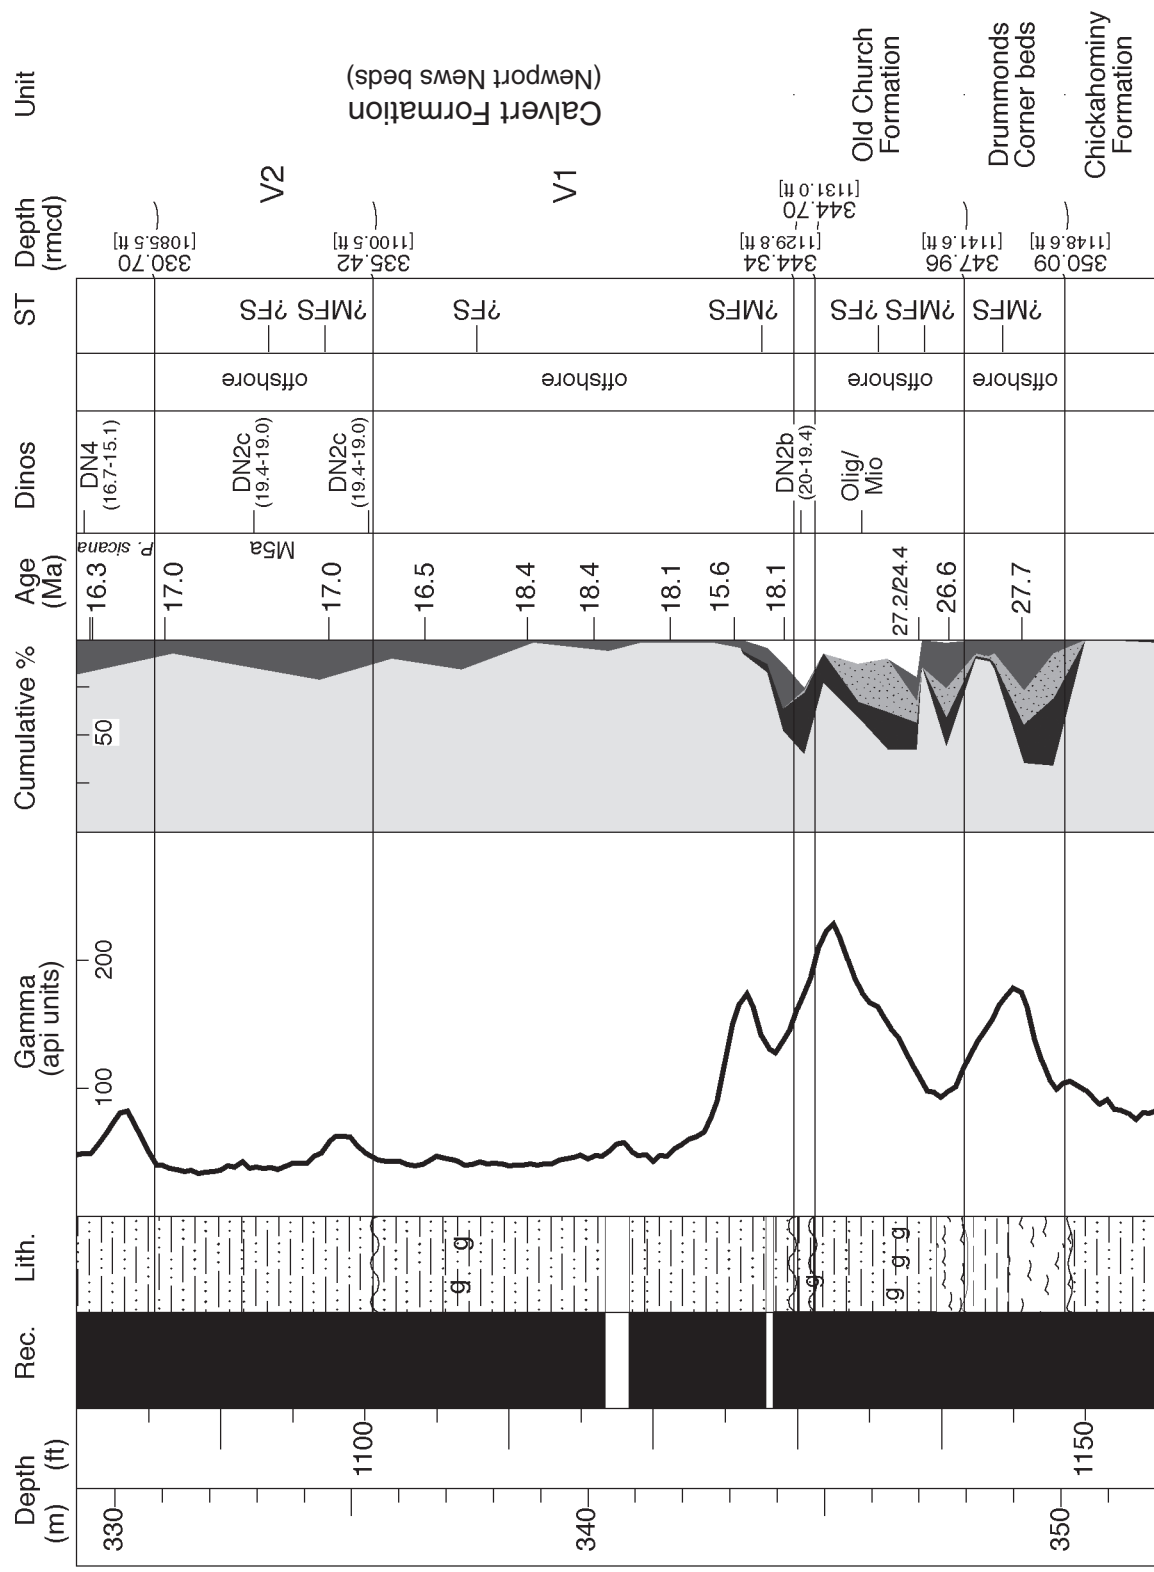 Depth
(m)
Depth
(ft)
Rec.
Lith.
Gamma
(api units)
Cumulative %
Age
(Ma)
Dinos
ST
Depth
(rmcd)
Unit
330
340
350
1100
1150
g
g
g
g
g
g
100
200
50
16.3
P. sicana
17.0
M5a
17.0
16.5
18.4
18.4
18.1
15.6
18.1
27.2/24.4
26.6
27.7
DN4
(16.7-15.1)
DN2c
(19.4-19.0)
DN2c
(19.4-19.0)
DN2b
(20-19.4)
Olig/
Mio
offshore
offshore
offshore
offshore
?FS
?MFS
?FS
?MFS
?FS
?MFS
?MFS
330.70
[1085.5 ft]
335.42
[1100.5 ft]
344.34
[1129.8 ft]
344.70
[1131.0 ft]
347.96
[1141.6 ft]
350.09
[1148.6 ft]
V2
V1
Calvert Formation
(Newport News beds)
Old Church
Formation
Drummonds
Corner beds
Chickahominy
Formation